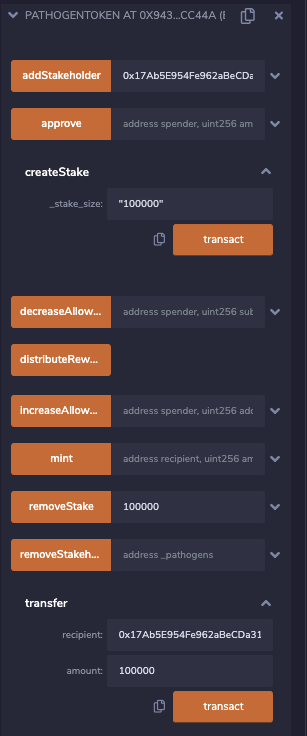 PATHOGENTOKEN AT 0X943...CC44A (E
addStakeholder 0x17Ab5E954Fe962aBeCDa
approve address spender, uint256 am
createStake
_stake_size: "100000"
transact
decreaseAllow... address spender, uint256 sub
distributeRew...
increaseAllow... address spender, uint256 adc
mint address recipient, uint256 am
removeStake 100000
removeStakeh... address _pathogens
transfer
recipient: 0x17Ab5E954Fe962aBeCDa31
amount: 100000
transact